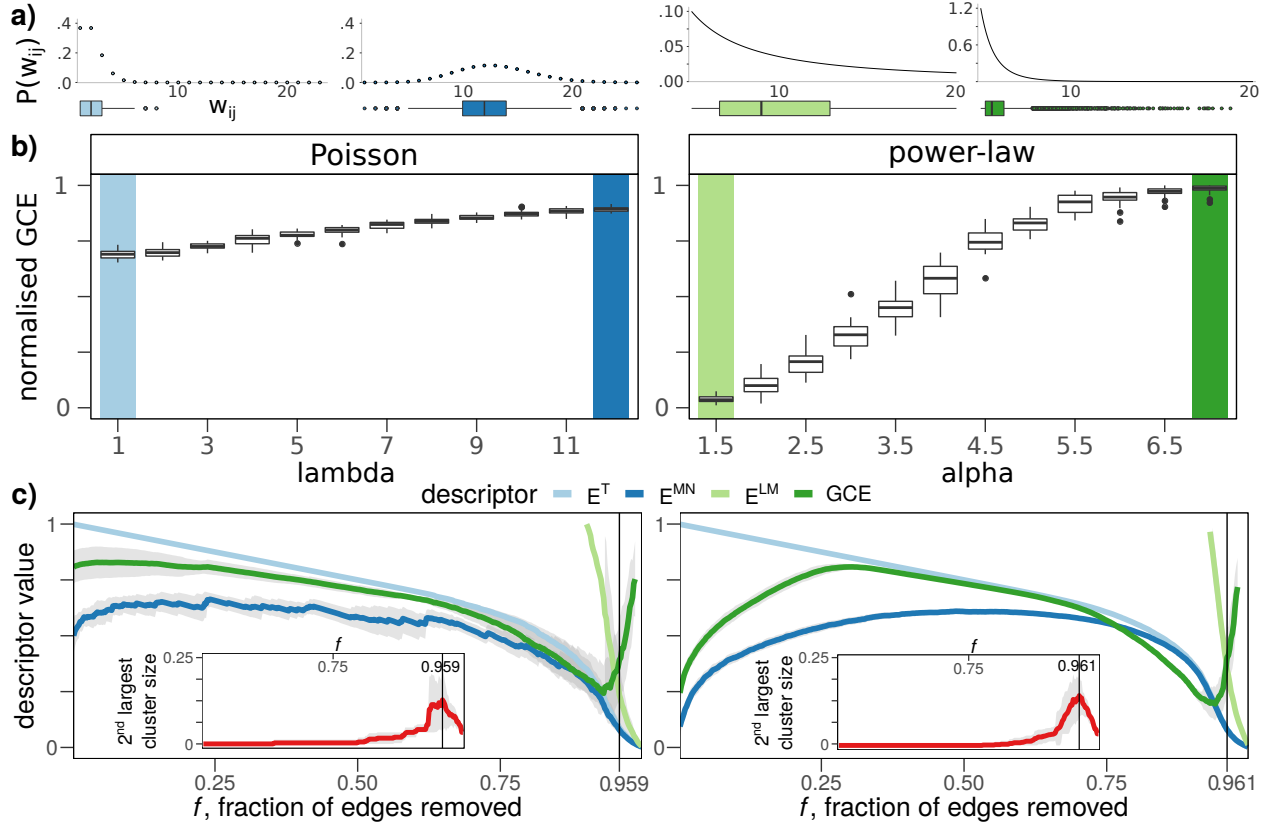 a)
P(w_ij)
.4
.2
.0
10
20
w_ij
.4
.2
.0
10
20
.10
.05
.00
10
20
1.2
.6
.0
10
20
b)
Poisson
power-law
normalised GCE
1
0
1
3
5
7
9
11
lambda
1
0
1.5
2.5
3.5
4.5
5.5
6.5
alpha
c)
descriptor E^T E^MN E^LM GCE
descriptor value
1
0
0.25
0.50
0.75
0.959
f, fraction of edges removed
f
0.75
0.959
0.25
0
2^nd largest
cluster size
1
0
0.25
0.50
0.75
0.961
f, fraction of edges removed
f
0.75
0.961
0.25
0
2^nd largest
cluster size